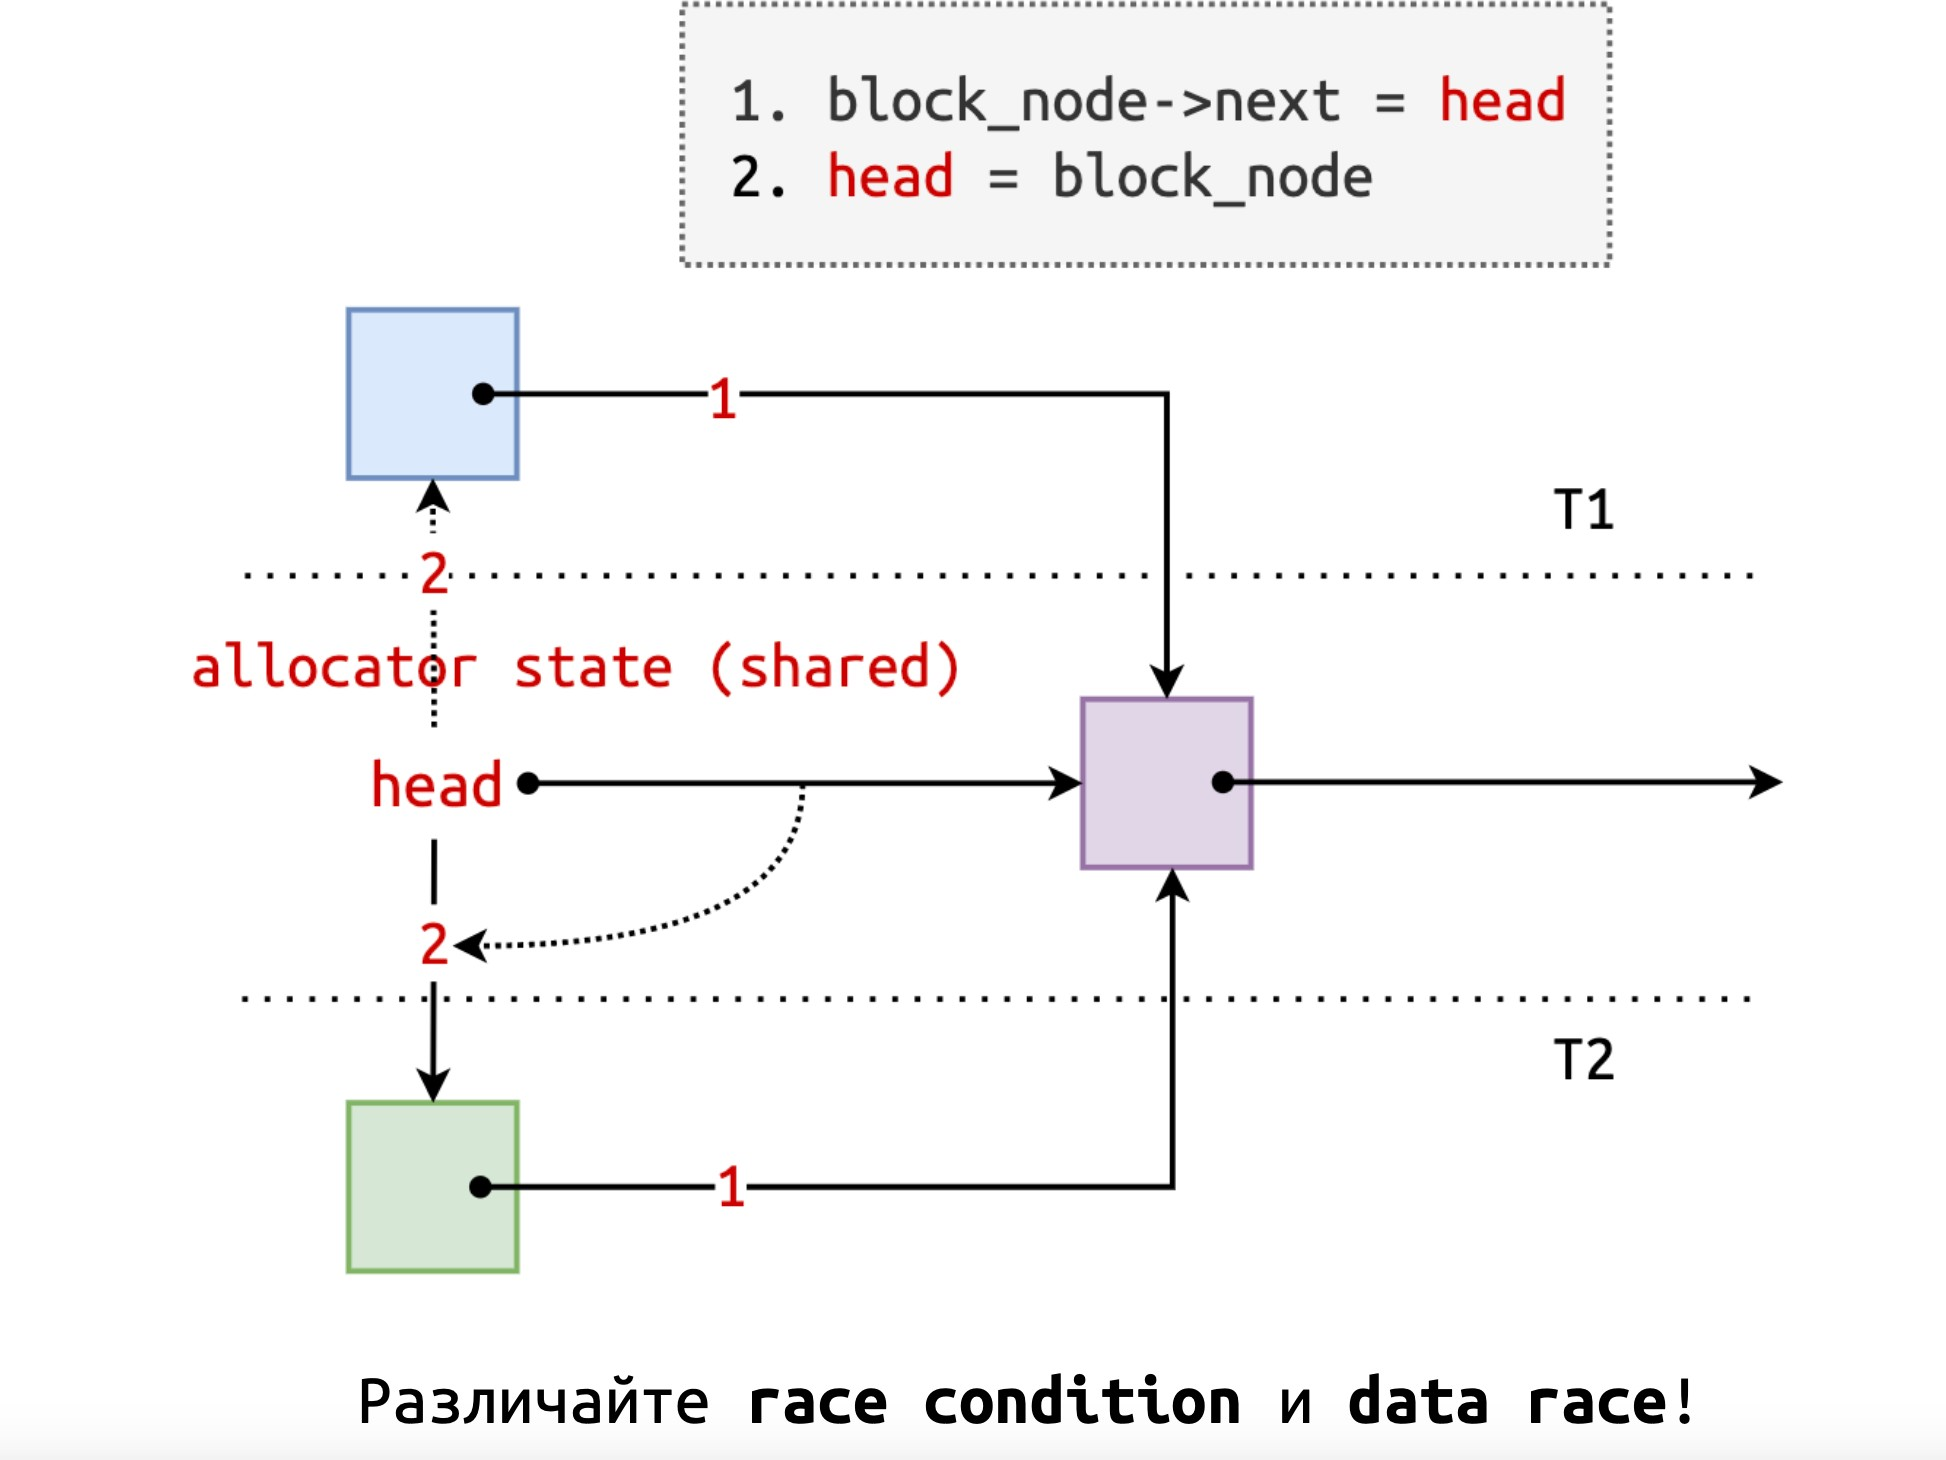 1. block_node->next = head
2. head = block_node
1
T1
2
allocator state (shared)
head
2
T2
1
Различайте race condition и data race!